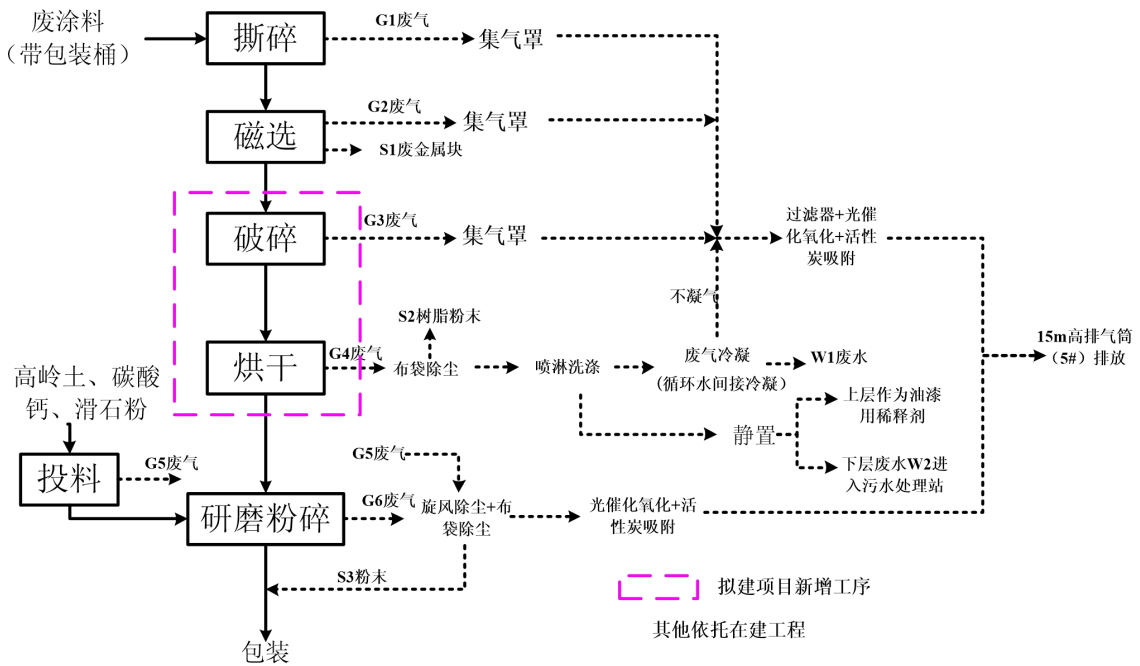 废涂料
（带包装桶）
撕碎
G1废气
集气罩
磁选
G2废气
集气罩
S1废金属块
破碎
G3废气
集气罩
过滤器+光催
化氧化+活性
炭吸附
不凝气
S2树脂粉末
烘干
G4废气
布袋除尘
喷淋洗涤
废气冷凝
（循环水间接冷凝）
W1废水
15m高排气筒
（5#）排放
上层作为油漆
用稀释剂
静置
下层废水W2进
入污水处理站
高岭土、碳酸
钙、滑石粉
投料
G5废气
G5废气
研磨粉碎
G6废气
旋风除尘+布
袋除尘
光催化氧化+活
性炭吸附
S3粉末
包装
拟建项目新增工序
其他依托在建工程